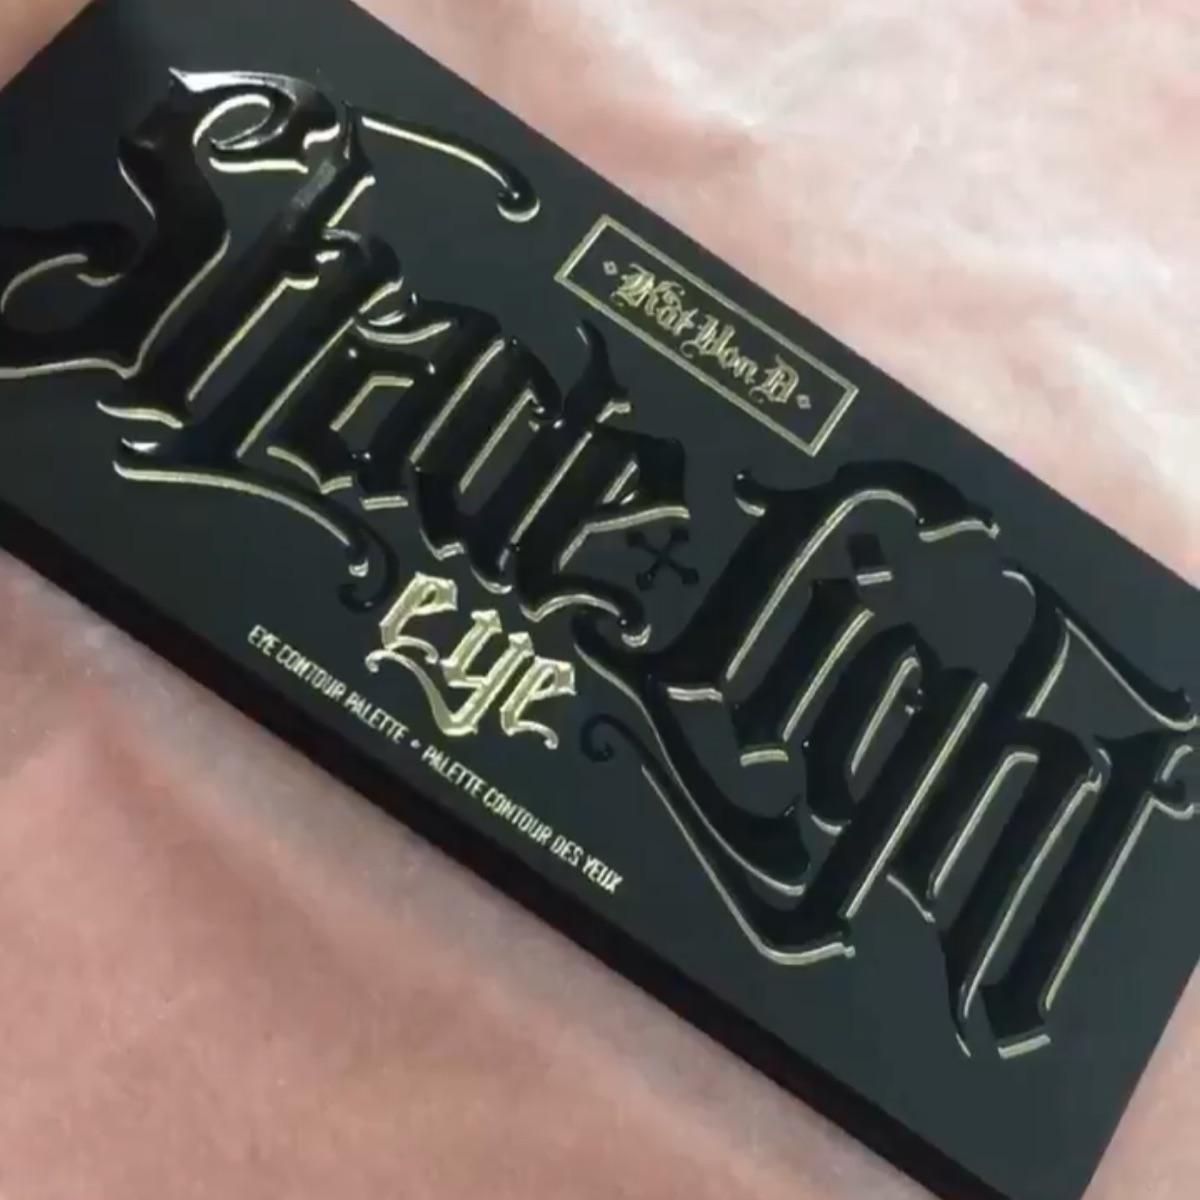 Kat Von D
Shade + Light
eye
EYE CONTOUR PALETTE • PALETTE CONTOUR DES YEUX